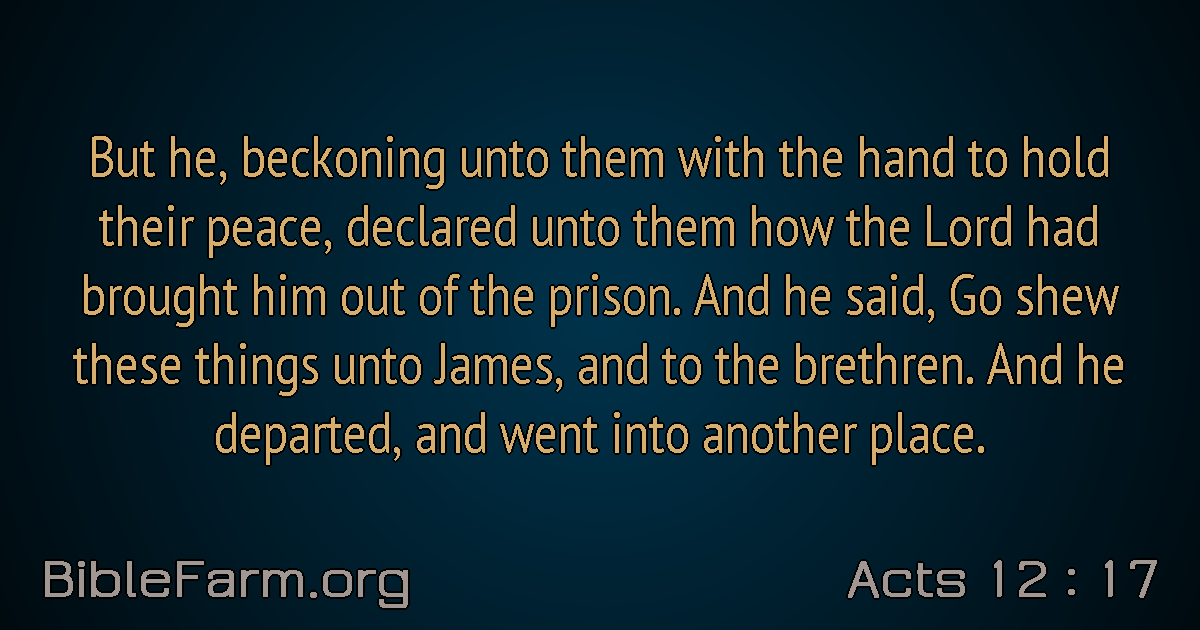 But he, beckoning unto them with the hand to hold
their peace, declared unto them how the Lord had
brought him out of the prison. And he said, Go shew
these things unto James, and to the brethren. And he
departed, and went into another place.
BibleFarm.org
Acts 12 : 17